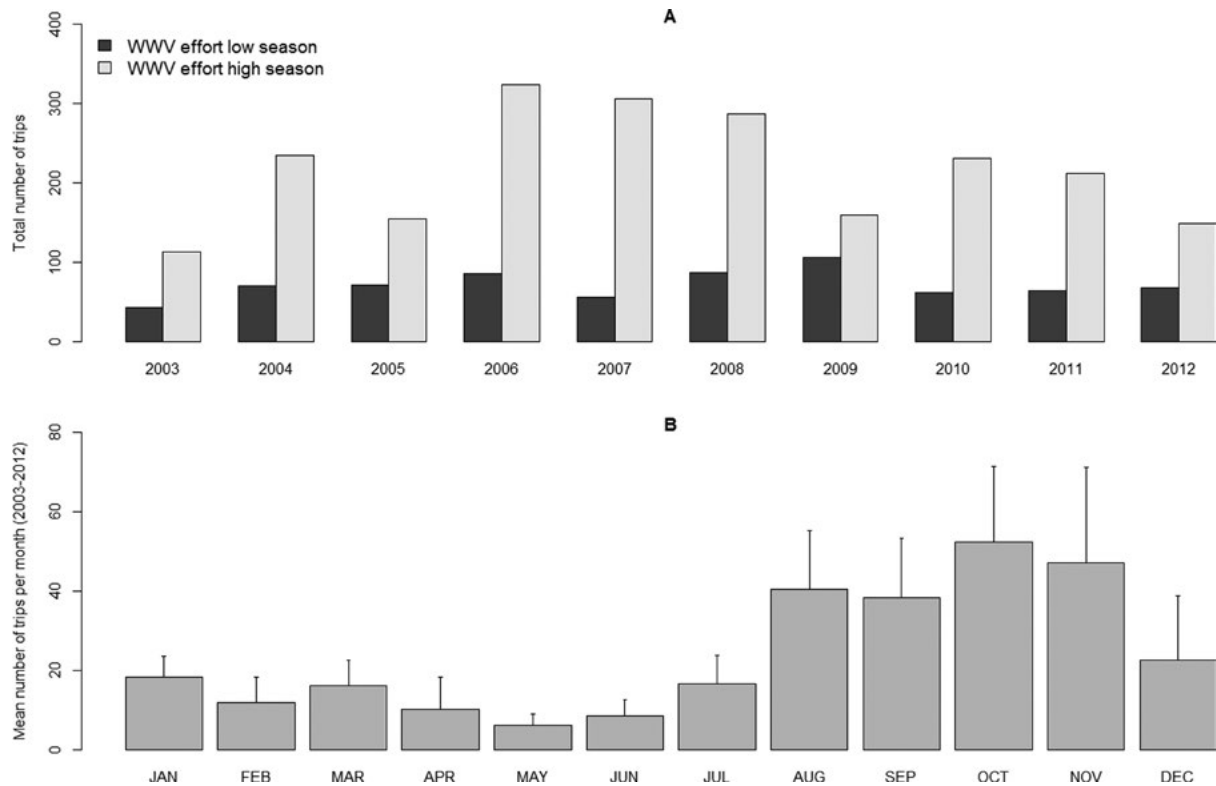 A
WWV effort low season
WWV effort high season
Total number of trips
400
300
200
100
0
2003 2004 2005 2006 2007 2008 2009 2010 2011 2012
B
Mean number of trips per month (2003-2012)
80
60
40
20
0
JAN FEB MAR APR MAY JUN JUL AUG SEP OCT NOV DEC